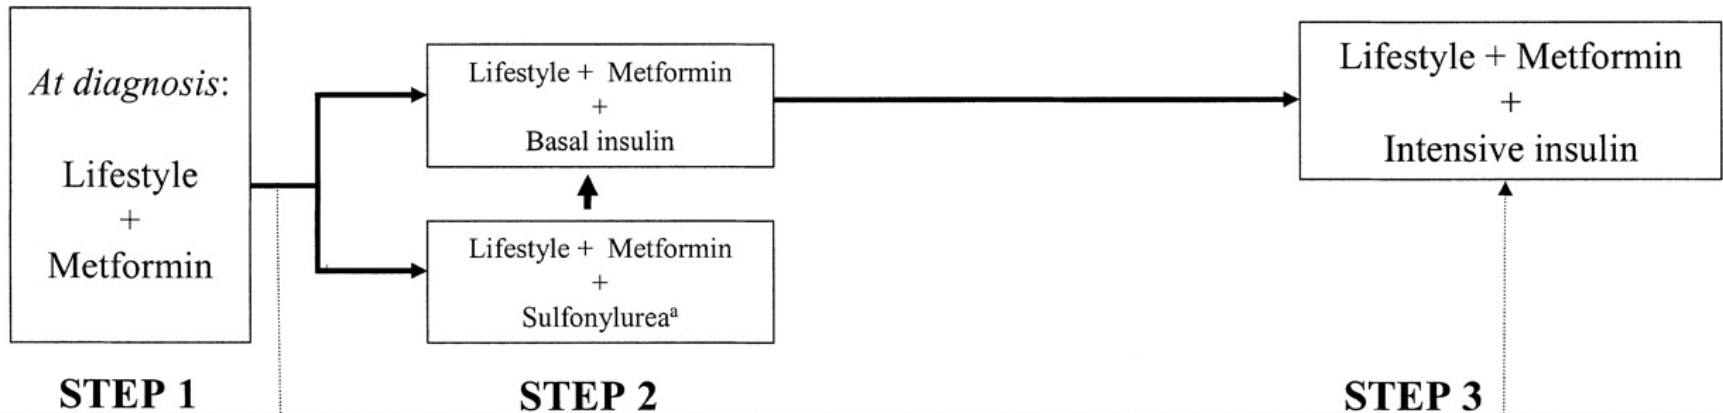 At diagnosis:
Lifestyle
+
Metformin
Lifestyle + Metformin
+
Basal insulin
Lifestyle + Metformin
+
Sulfonylureaᵃ
Lifestyle + Metformin
+
Intensive insulin
STEP 1
STEP 2
STEP 3